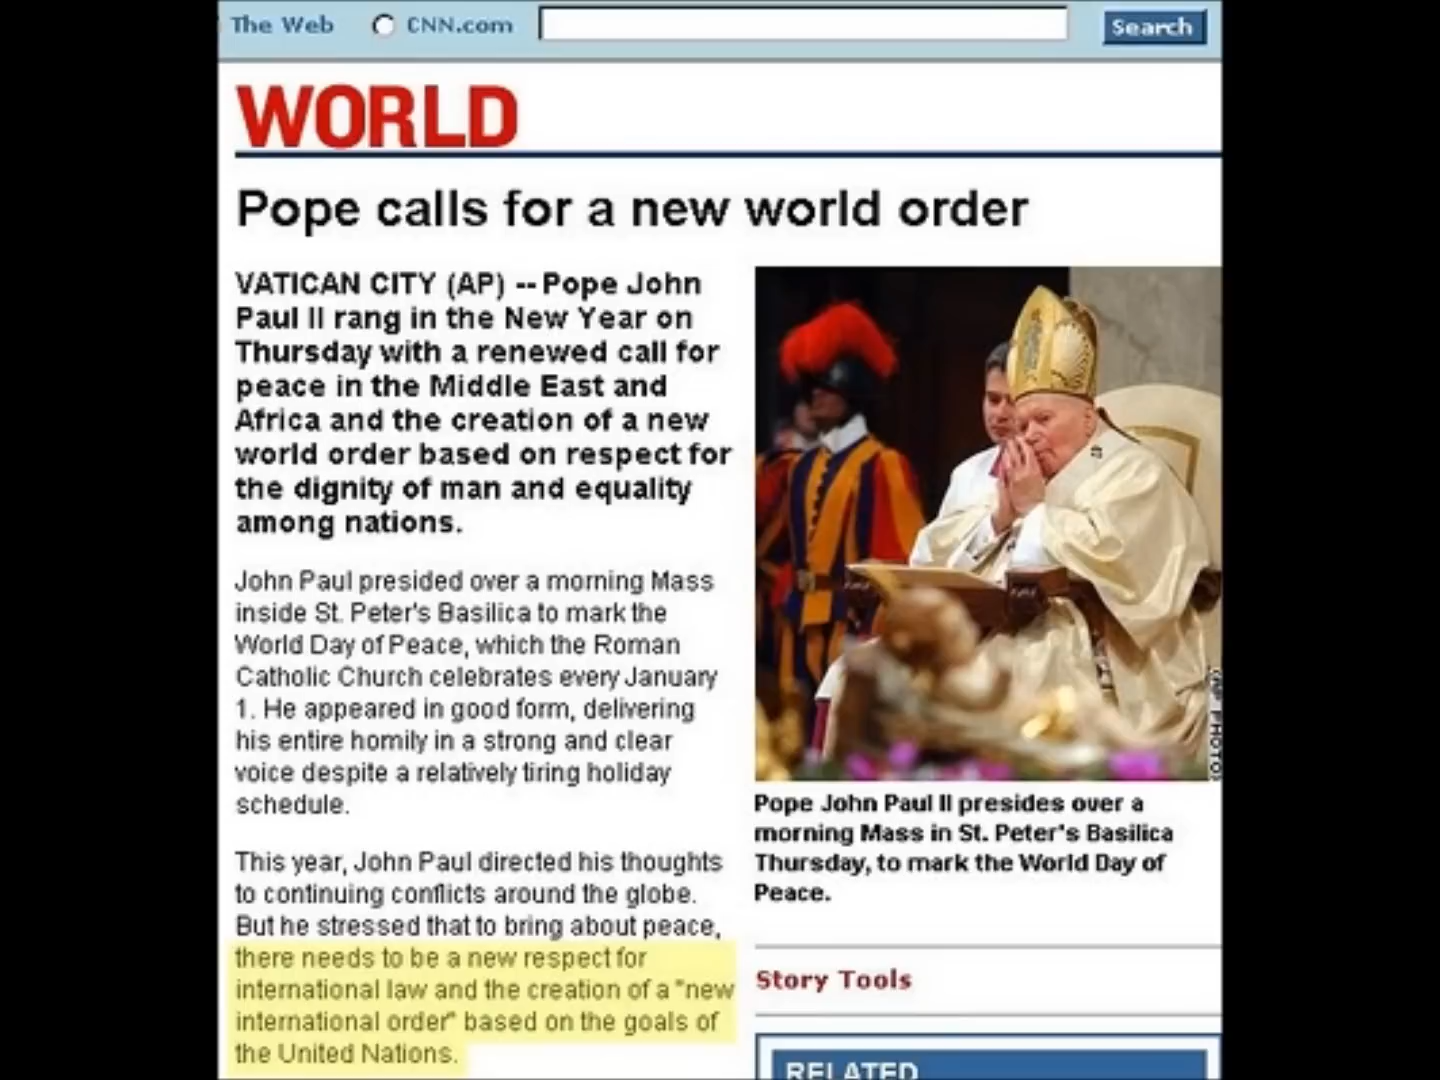 The Web CNN.com Search
WORLD
Pope calls for a new world order
VATICAN CITY (AP) -- Pope John
Paul II rang in the New Year on
Thursday with a renewed call for
peace in the Middle East and
Africa and the creation of a new
world order based on respect for
the dignity of man and equality
among nations.
John Paul presided over a morning Mass
inside St. Peter's Basilica to mark the
World Day of Peace, which the Roman
Catholic Church celebrates every January
1. He appeared in good form, delivering
his entire homily in a strong and clear
voice despite a relatively tiring holiday
schedule.
This year, John Paul directed his thoughts
to continuing conflicts around the globe.
But he stressed that to bring about peace,
there needs to be a new respect for
international law and the creation of a "new
international order" based on the goals of
the United Nations.
Pope John Paul II presides over a
morning Mass in St. Peter's Basilica
Thursday, to mark the World Day of
Peace.
Story Tools
RELATED